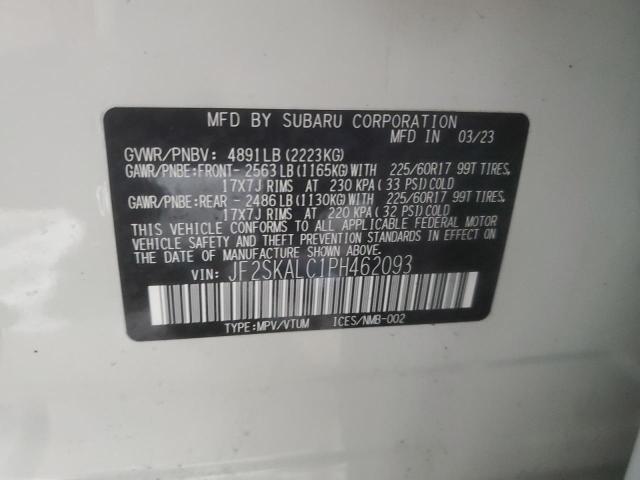 MFD BY SUBARU CORPORATION
MFD IN 03/23
GVWR/PNBV: 4891LB (2223KG)
GAWR/PNBE:FRONT- 2563 LB (1165KG)WITH 225/60R17 99T TIRES,
17X7J RIMS AT 230 KPA ( 33 PSI) COLD
GAWR/PNBE:REAR - 2486 LB (1130KG)WITH 225/60R17 99T TIRES,
17X7J RIMS AT 220 KPA ( 32 PSI) COLD
THIS VEHICLE CONFORMS TO ALL APPLICABLE FEDERAL MOTOR
VEHICLE SAFETY AND THEFT PREVENTION STANDARDS IN EFFECT
ON THE DATE OF MANUFACTURE SHOWN ABOVE.
VIN: JF2SKALC1PH462093
TYPE:MPV/VTUM ICES/NMB-002